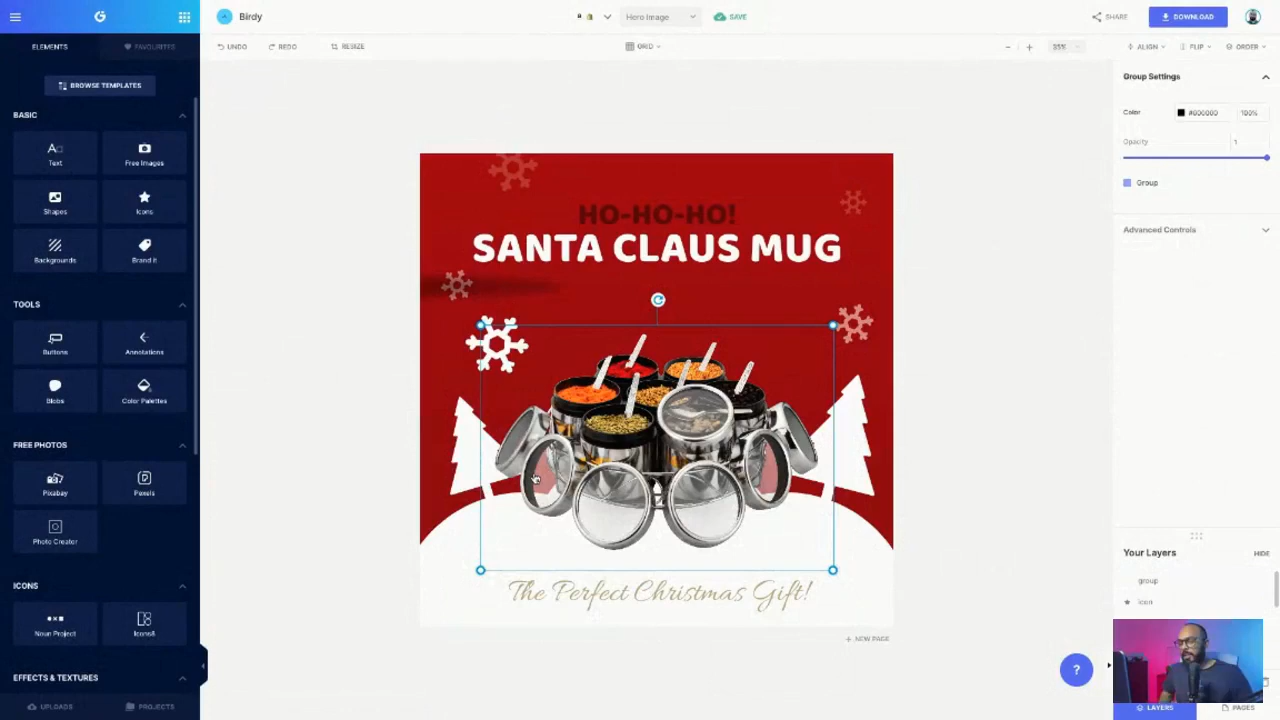 Birdy
Hero Image
SAVE
SHARE
DOWNLOAD
ELEMENTS
FAVOURITES
UNDO
REDO
RESIZE
GRID
35%
ALIGN
FLIP
ORDER
BROWSE TEMPLATES
BASIC
Text
Free Images
Shapes
Icons
Backgrounds
Brand it
TOOLS
Buttons
Annotations
Blobs
Color Palettes
FREE PHOTOS
Pixabay
Pexels
Photo Creator
ICONS
Noun Project
Icons8
EFFECTS & TEXTURES
UPLOADS
PROJECTS
HO-HO-HO!
SANTA CLAUS MUG
The Perfect Christmas Gift!
+ NEW PAGE
Group Settings
Color
#000000
100%
Opacity
1
Group
Advanced Controls
Your Layers
HIDE
group
icon
?
LAYERS
PAGES